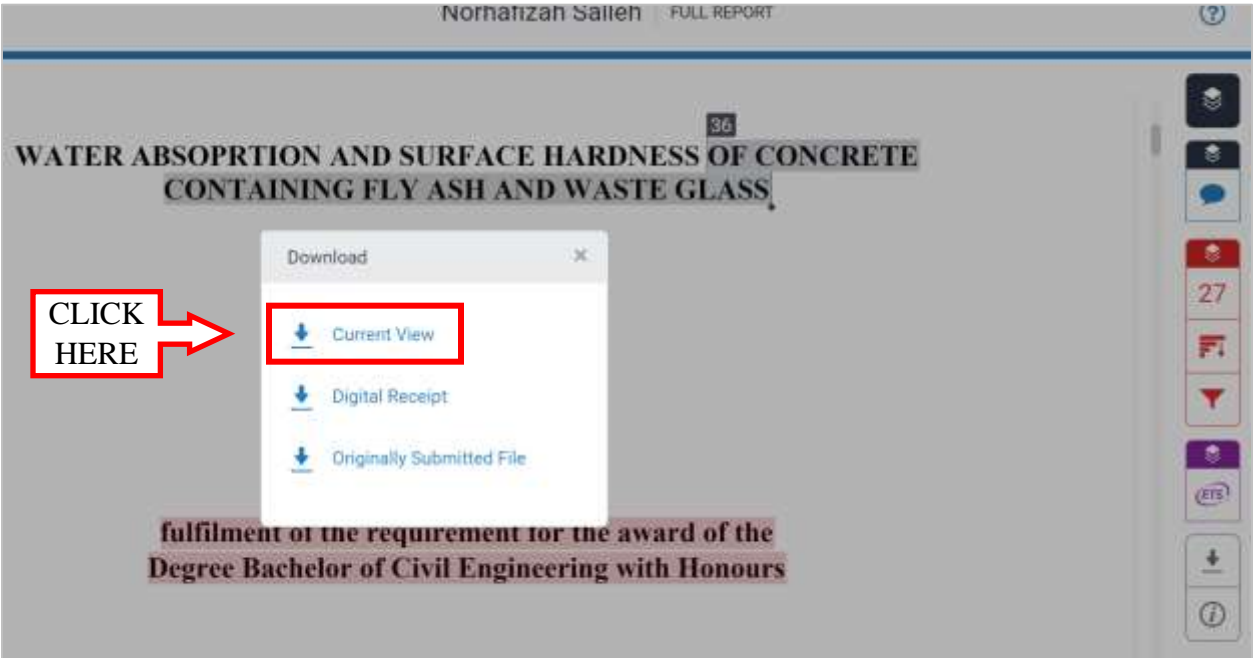 Norhafizah Salleh FULL REPORT
?
36
WATER ABSOPRTION AND SURFACE HARDNESS OF CONCRETE
CONTAINING FLY ASH AND WASTE GLASS
Download ×
CLICK
HERE
Current View
Digital Receipt
Originally Submitted File
27
ETS
fulfilment of the requirement for the award of the
Degree Bachelor of Civil Engineering with Honours
i